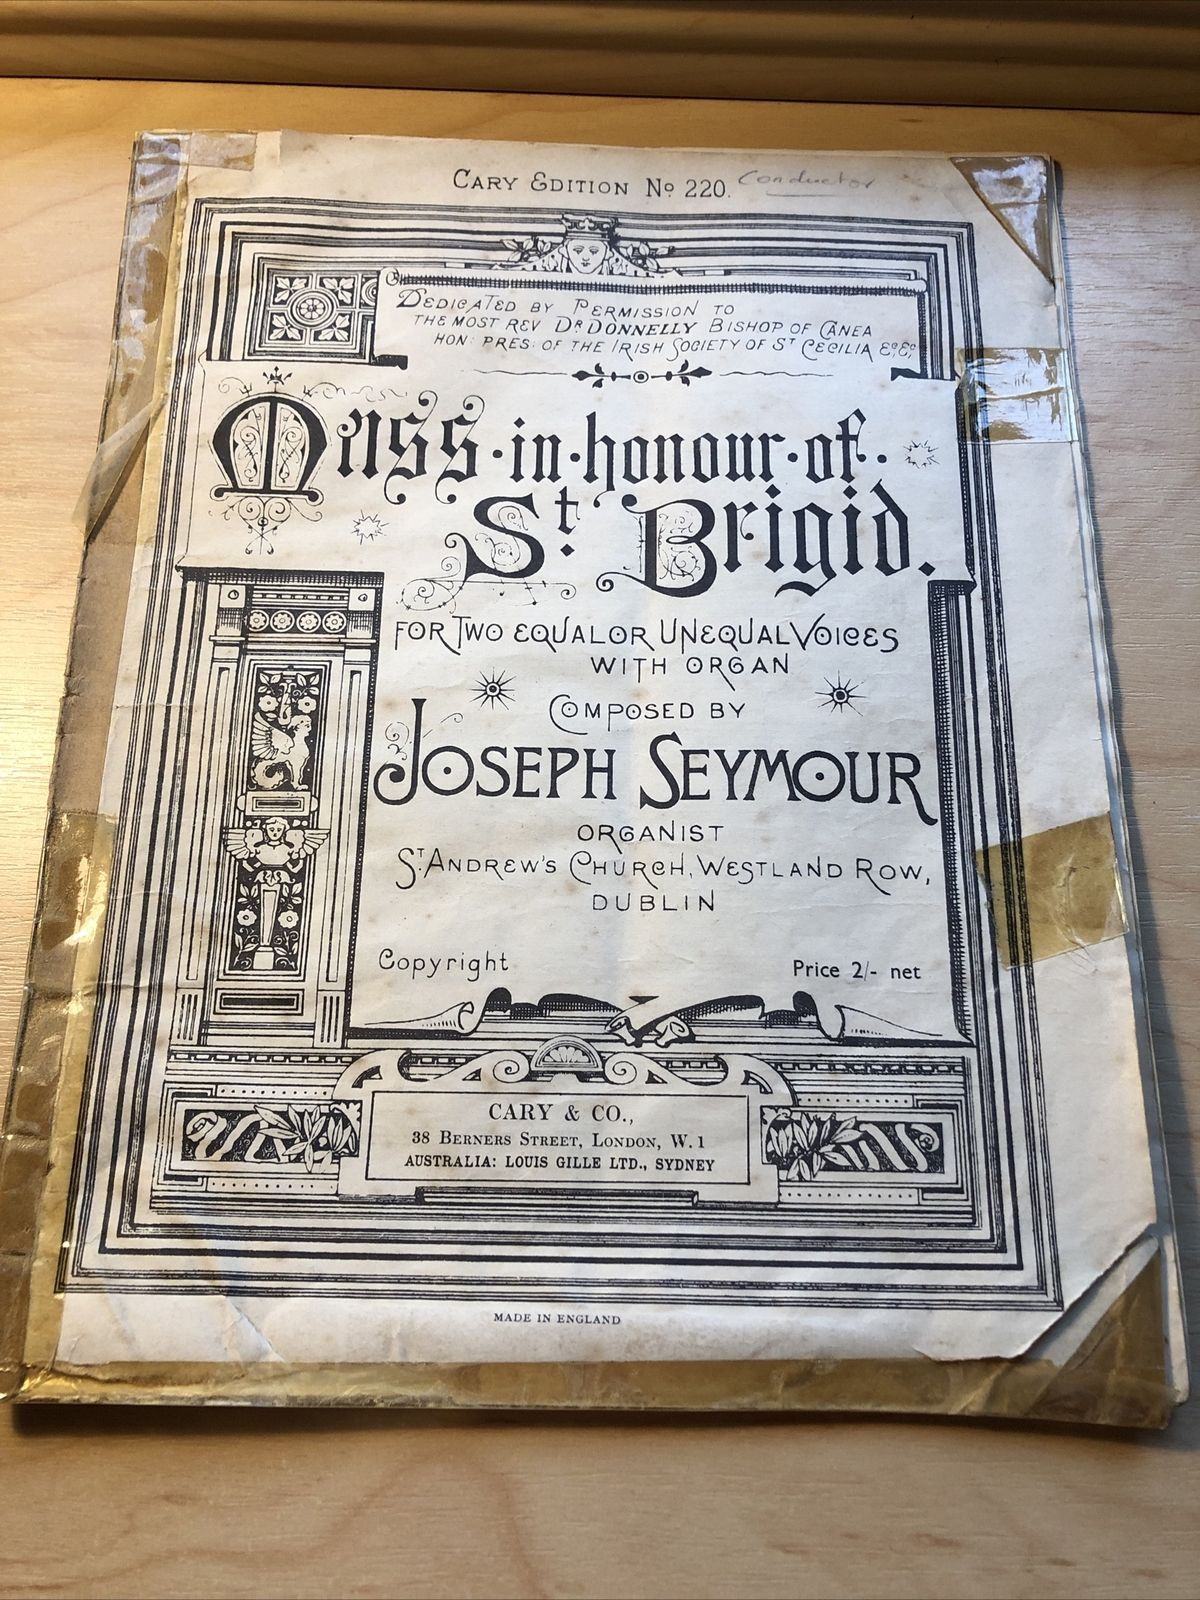 CARY EDITION Nº 220. Conductor
DEDICATED BY PERMISSION TO
THE MOST REV DR DONNELLY BISHOP OF CANEA
HON: PRES: OF THE IRISH SOCIETY OF ST CECILIA &c, &c,
Mass · in · honour · of ·
St. Brigid.
FOR TWO EQUAL OR UNEQUAL VOICES
WITH ORGAN
COMPOSED BY
JOSEPH SEYMOUR
ORGANIST
ST. ANDREW'S CHURCH, WESTLAND ROW,
DUBLIN
Copyright Price 2/- net
CARY & CO.,
38 BERNERS STREET, LONDON, W. 1
AUSTRALIA: LOUIS GILLE LTD., SYDNEY
MADE IN ENGLAND